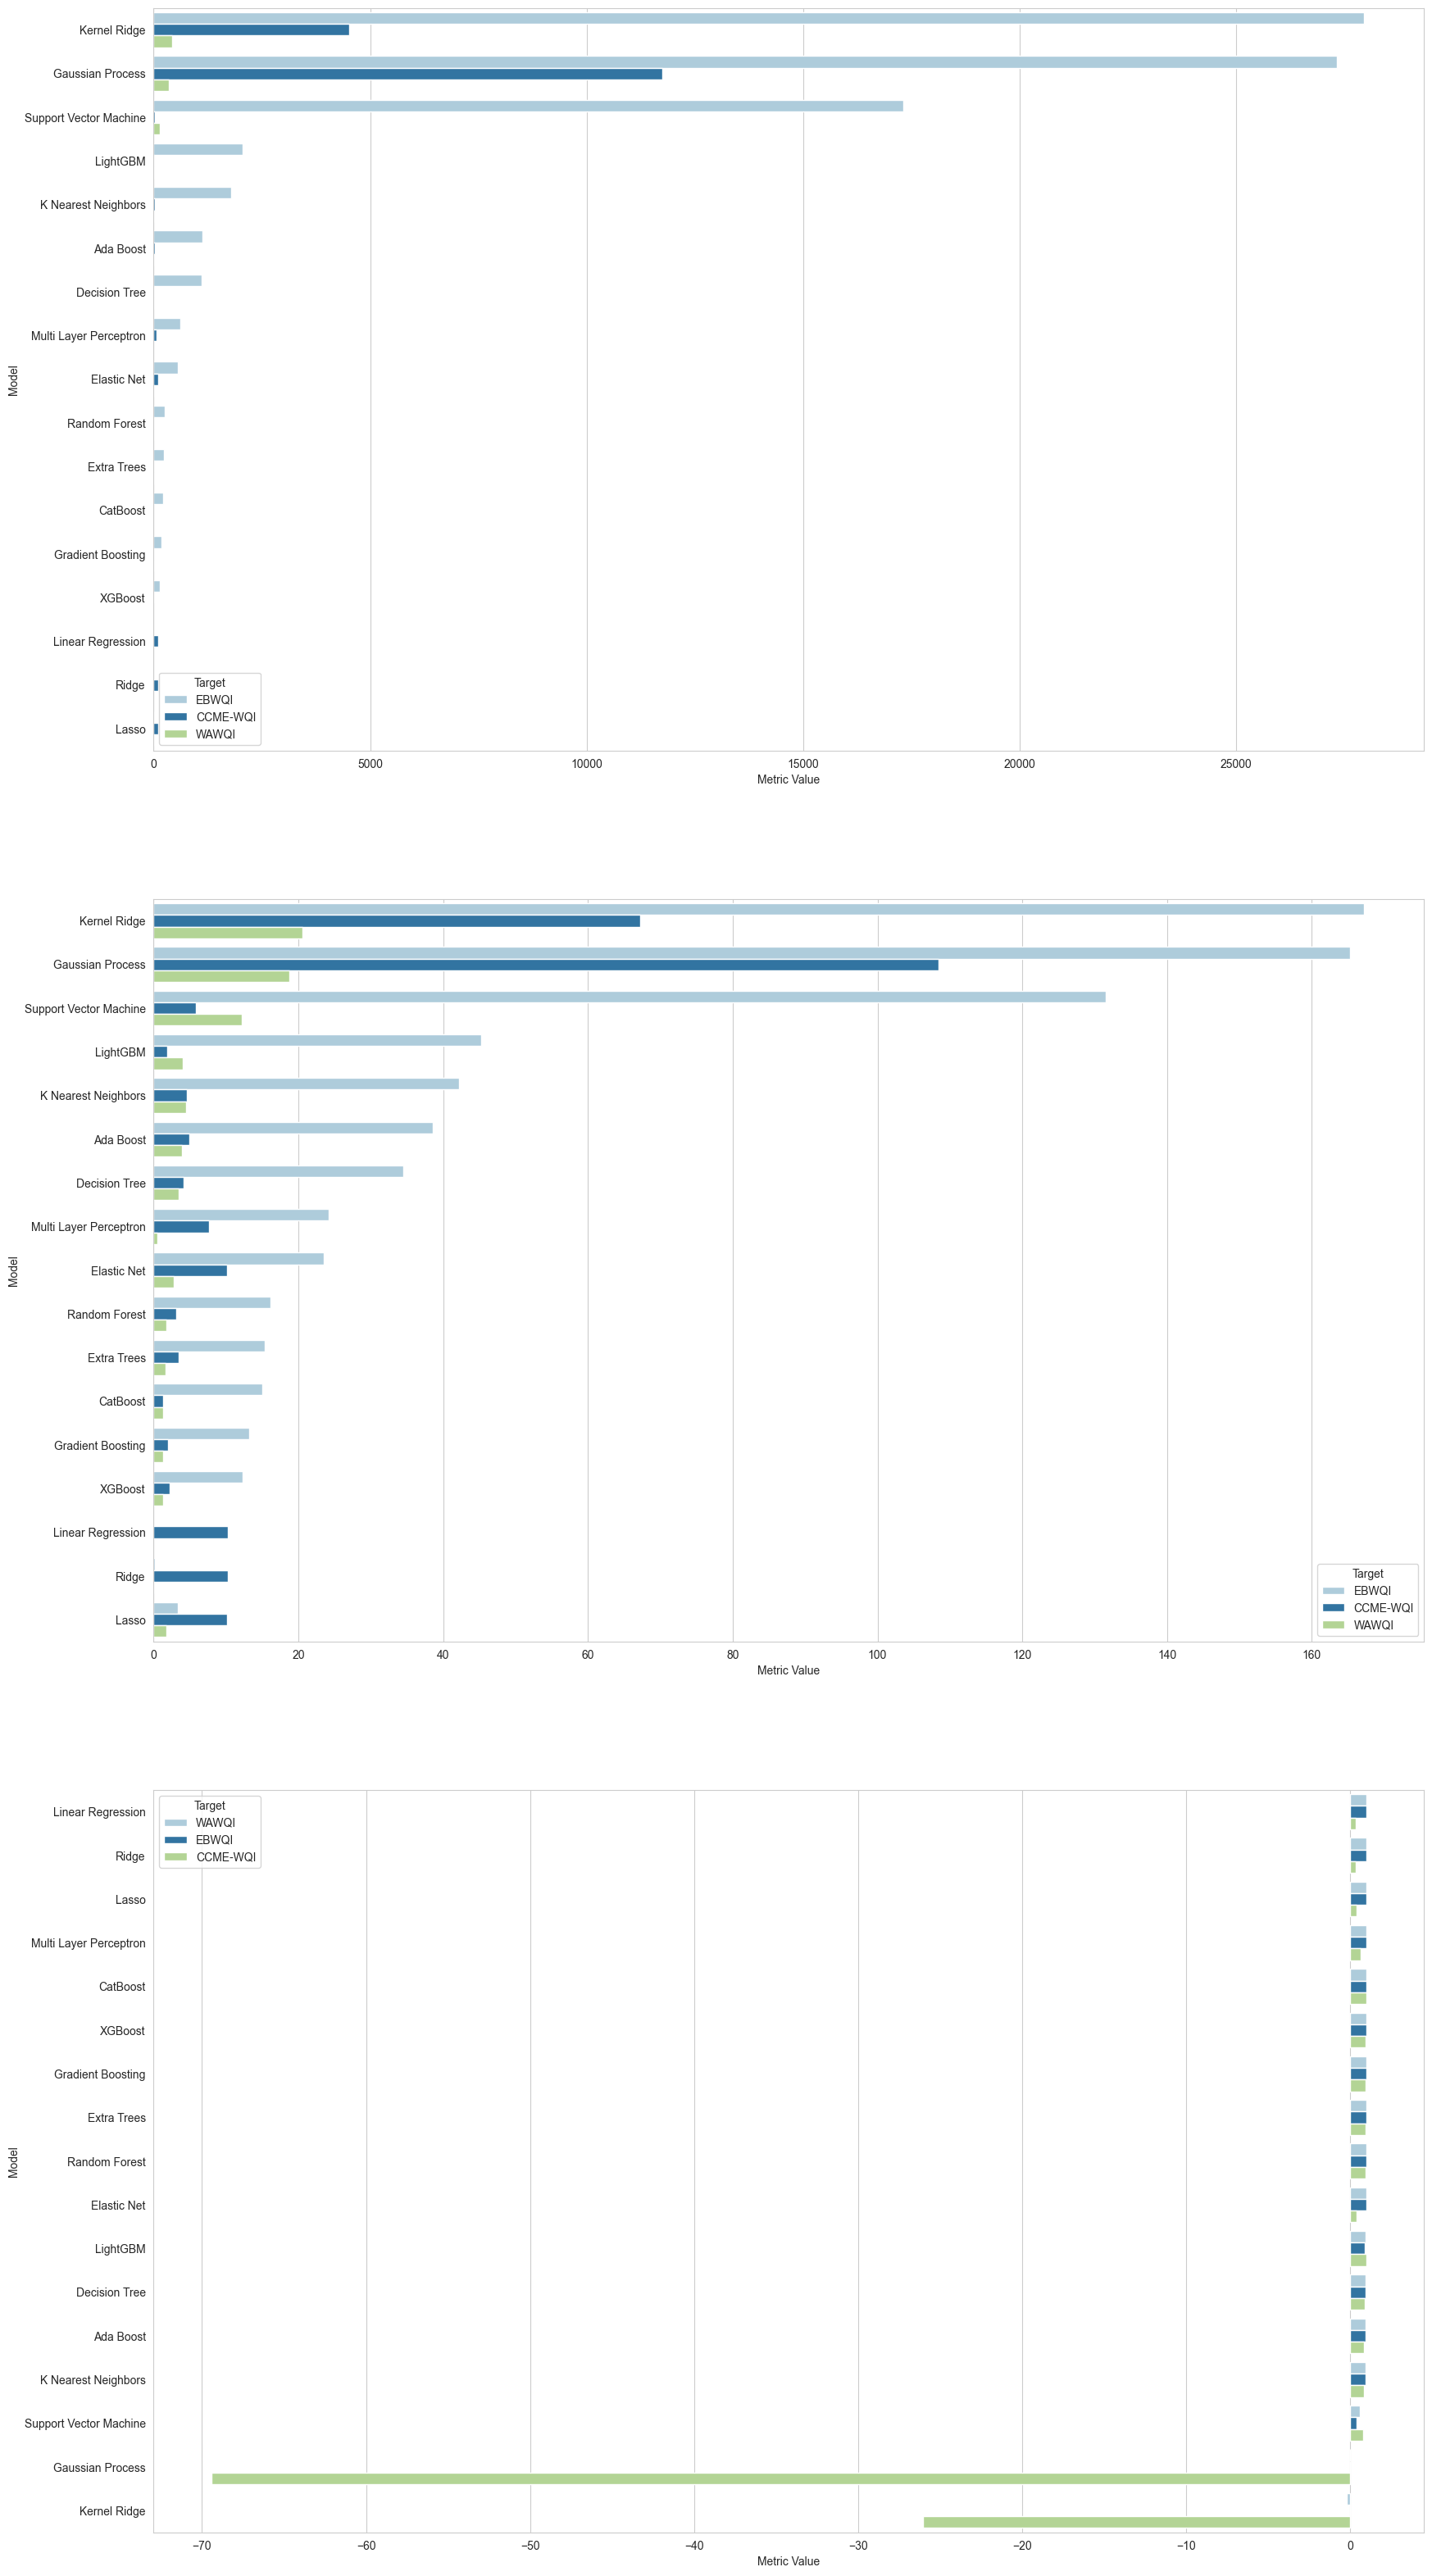 Kernel Ridge
Gaussian Process
Support Vector Machine
LightGBM
K Nearest Neighbors
Ada Boost
Decision Tree
Multi Layer Perceptron
Elastic Net
Random Forest
Extra Trees
CatBoost
Gradient Boosting
XGBoost
Linear Regression
Ridge
Lasso
Model
Target
EBWQI
CCME-WQI
WAWQI
0 5000 10000 15000 20000 25000
Metric Value
Kernel Ridge
Gaussian Process
Support Vector Machine
LightGBM
K Nearest Neighbors
Ada Boost
Decision Tree
Multi Layer Perceptron
Elastic Net
Random Forest
Extra Trees
CatBoost
Gradient Boosting
XGBoost
Linear Regression
Ridge
Lasso
Model
Target
EBWQI
CCME-WQI
WAWQI
0 20 40 60 80 100 120 140 160
Metric Value
Linear Regression
Ridge
Lasso
Multi Layer Perceptron
CatBoost
XGBoost
Gradient Boosting
Extra Trees
Random Forest
Elastic Net
LightGBM
Decision Tree
Ada Boost
K Nearest Neighbors
Support Vector Machine
Gaussian Process
Kernel Ridge
Model
Target
WAWQI
EBWQI
CCME-WQI
−70 −60 −50 −40 −30 −20 −10 0
Metric Value